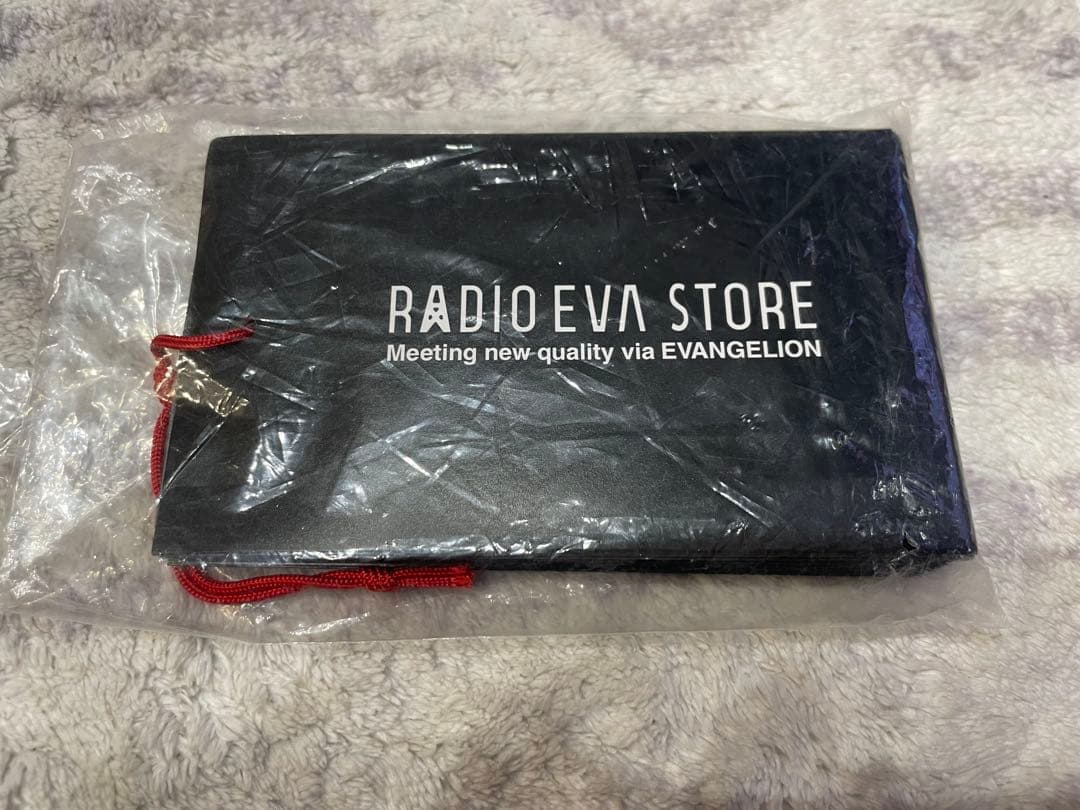 RADIO EVA STORE
Meeting new quality via EVANGELION